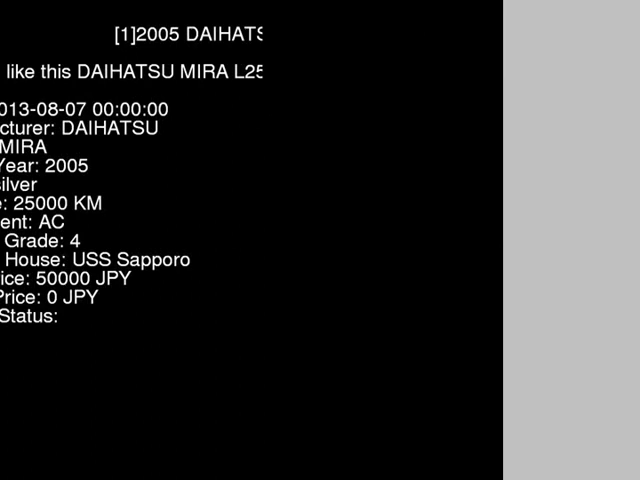 [1]2005 DAIHATS
like this DAIHATSU MIRA L25
013-08-07 00:00:00
cturer: DAIHATSU
MIRA
Year: 2005
silver
e: 25000 KM
ent: AC
Grade: 4
House: USS Sapporo
ice: 50000 JPY
Price: 0 JPY
Status: